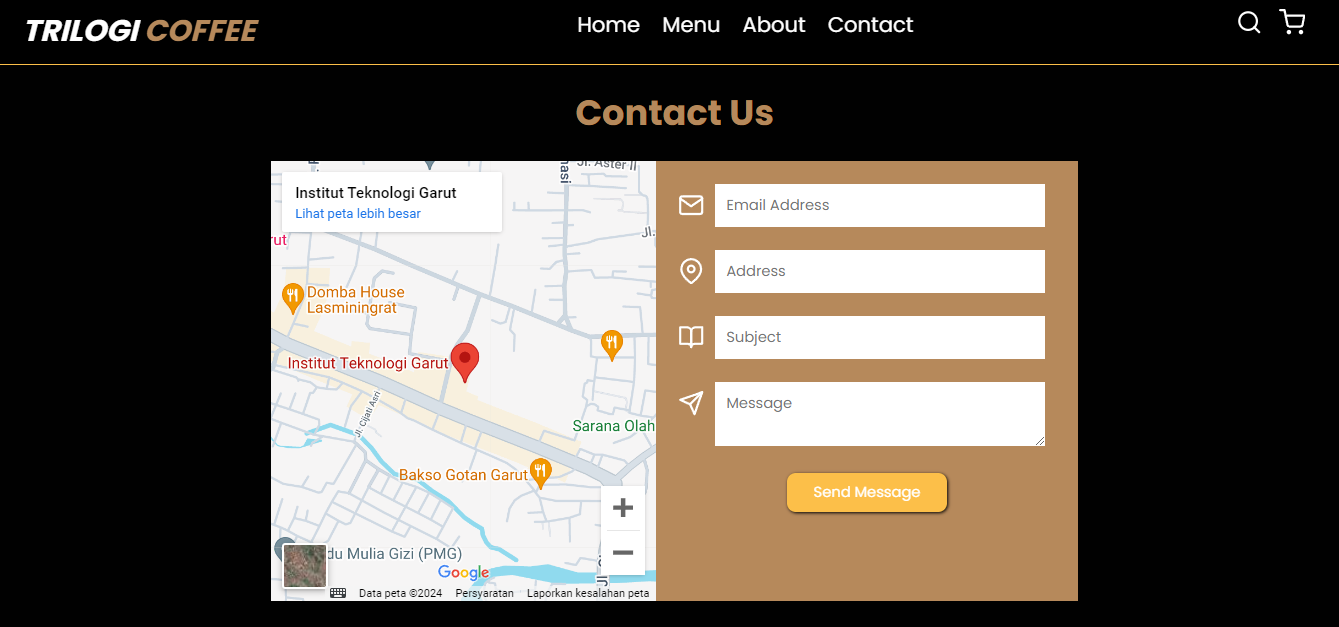 TRILOGI COFFEE
Home Menu About Contact
Contact Us
Institut Teknologi Garut
Lihat peta lebih besar
Jl. Aster II
Jl.
Domba House
Lasminingrat
Institut Teknologi Garut
Jl. Cijati Asri
Sarana Olah
Bakso Gotan Garut
du Mulia Gizi (PMG)
Google
Data peta ©2024 Persyaratan Laporkan kesalahan peta
Email Address
Address
Subject
Message
Send Message